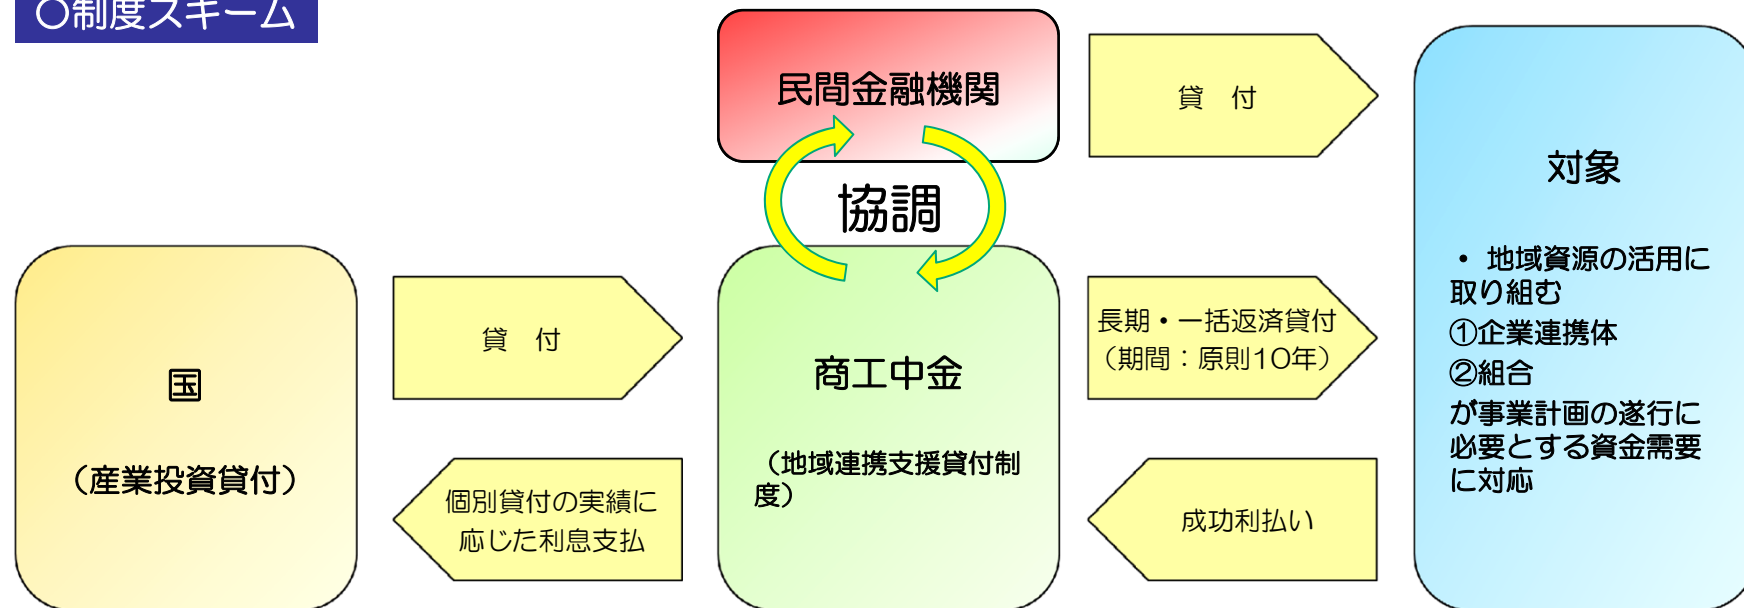 ○制度スキーム
民間金融機関
貸　付
協調
国
（産業投資貸付）
貸　付
個別貸付の実績に
応じた利息支払
商工中金
（地域連携支援貸付制
度）
長期・一括返済貸付
（期間：原則10年）
成功利払い
対象
• 地域資源の活用に
取り組む
①企業連携体
②組合
が事業計画の遂行に
必要とする資金需要
に対応